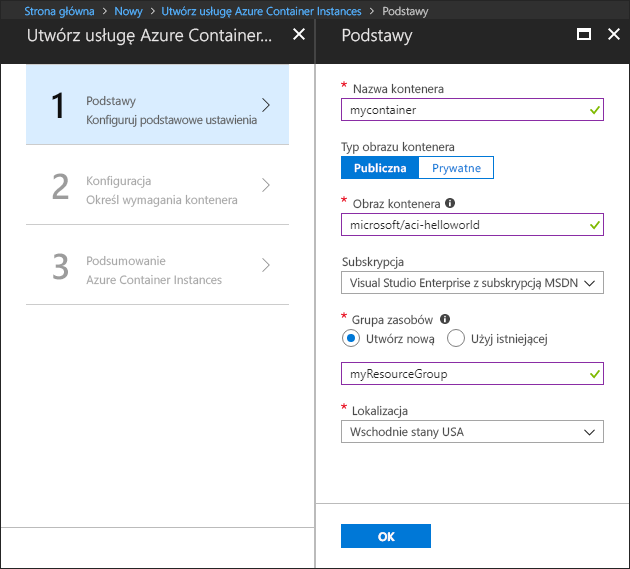 Strona główna > Nowy > Utwórz usługę Azure Container Instances > Podstawy
Utwórz usługę Azure Container...
1
Podstawy
Konfiguruj podstawowe ustawienia
2
Konfiguracja
Określ wymagania kontenera
3
Podsumowanie
Azure Container Instances
Podstawy
* Nazwa kontenera
mycontainer
Typ obrazu kontenera
Publiczna Prywatne
* Obraz kontenera
microsoft/aci-helloworld
Subskrypcja
Visual Studio Enterprise z subskrypcją MSDN
* Grupa zasobów
Utwórz nową Użyj istniejącej
myResourceGroup
* Lokalizacja
Wschodnie stany USA
OK